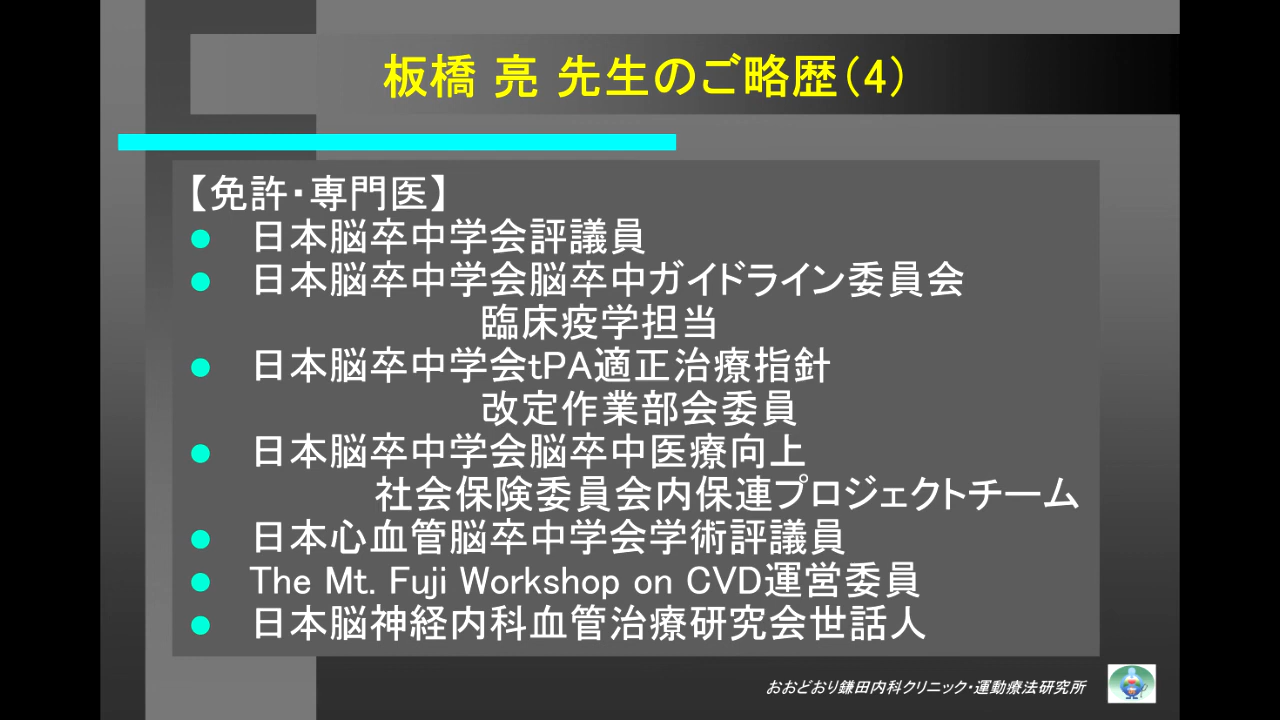 板橋 亮 先生のご略歴(4)
【免許・専門医】
● 日本脳卒中学会評議員
● 日本脳卒中学会脳卒中ガイドライン委員会
臨床疫学担当
● 日本脳卒中学会tPA適正治療指針
改定作業部会委員
● 日本脳卒中学会脳卒中医療向上
社会保険委員会内保連プロジェクトチーム
● 日本心血管脳卒中学会学術評議員
● The Mt. Fuji Workshop on CVD運営委員
● 日本脳神経内科血管治療研究会世話人
おおどおり鎌田内科クリニック・運動療法研究所